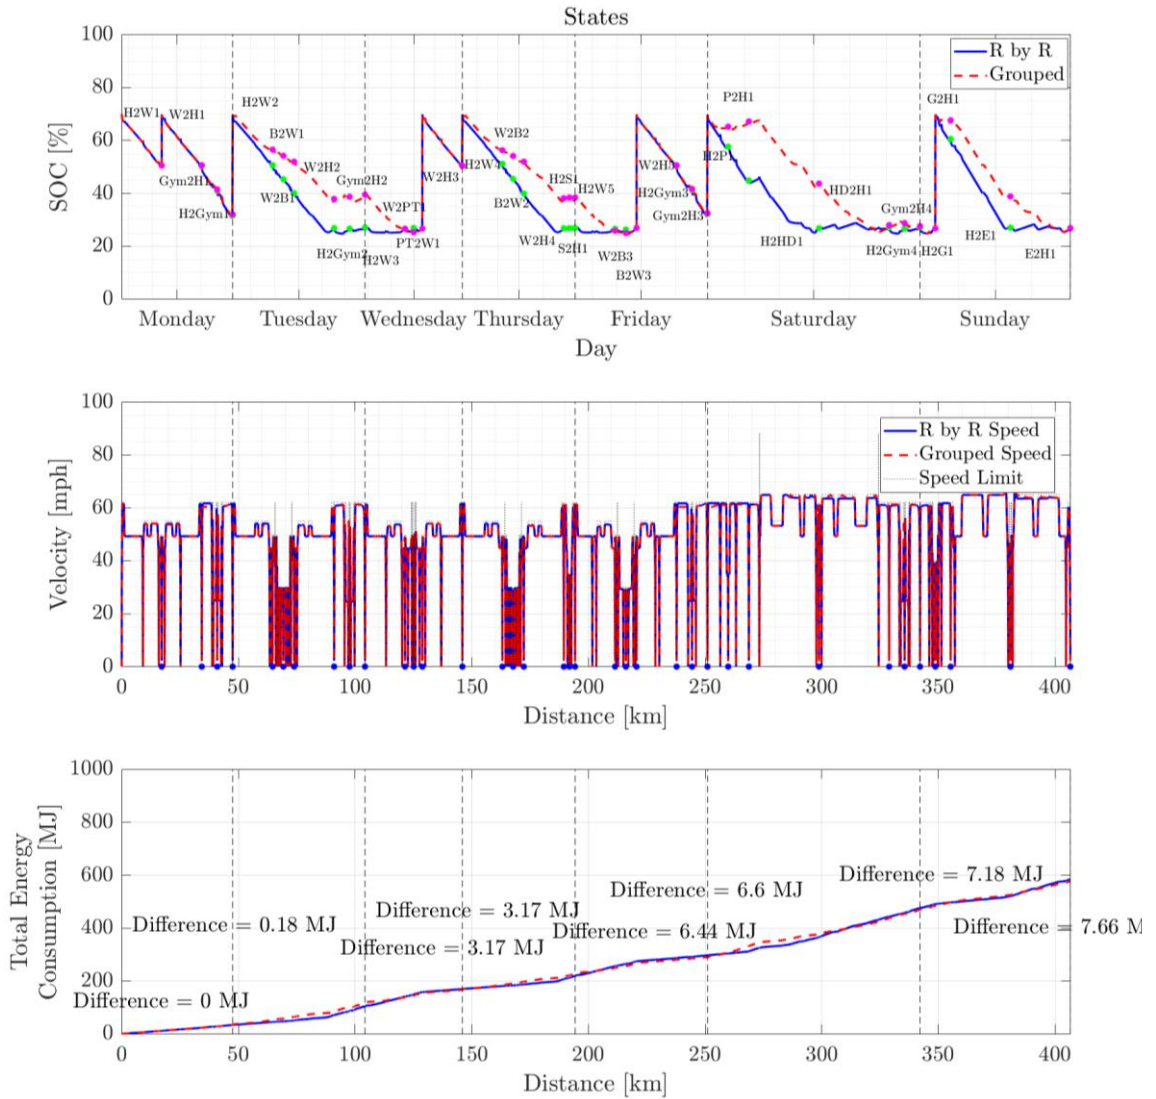 States
100
80
60
40
20
0
SOC [%]
R by R
Grouped
H2W1
W2H1
Gym2H1
H2Gym1
H2W2
B2W1
W2B1
W2H2
Gym2H2
H2Gym2
H2W3
W2PT1
PT2W1
W2H3
W2B2
B2W2
W2H4
H2S1
S2H1
H2W5
W2B3
B2W3
W2H5
H2Gym3
Gym2H3
P2H1
H2HD1
HD2H1
Gym2H4
H2Gym4
H2G1
G2H1
H2E1
E2H1
Monday Tuesday Wednesday Thursday Friday Saturday Sunday
Day
100
80
60
40
20
0
Velocity [mph]
R by R Speed
Grouped Speed
Speed Limit
0 50 100 150 200 250 300 350 400
Distance [km]
1000
800
600
400
200
0
Total Energy
Consumption [MJ]
Difference = 0 MJ
Difference = 0.18 MJ
Difference = 3.17 MJ
Difference = 3.17 MJ
Difference = 6.44 MJ
Difference = 6.6 MJ
Difference = 7.18 MJ
Difference = 7.66 M
0 50 100 150 200 250 300 350 400
Distance [km]